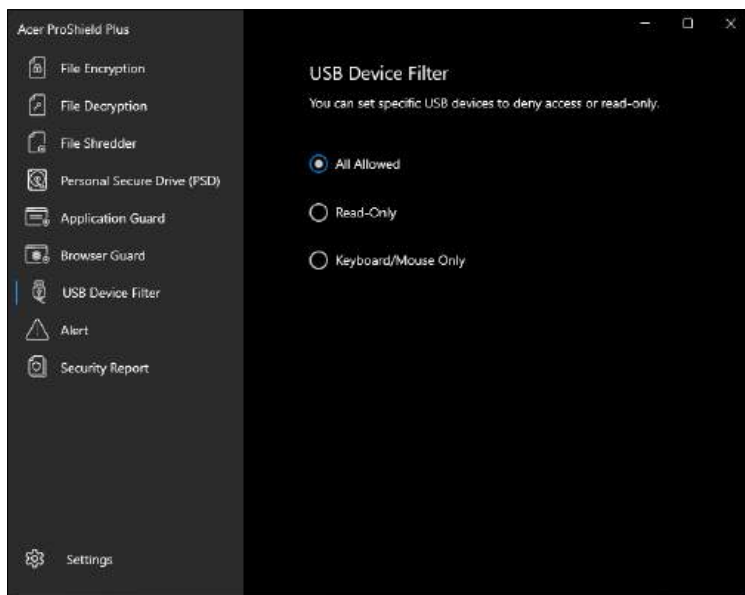 Acer ProShield Plus
File Encryption
File Decryption
File Shredder
Personal Secure Drive (PSD)
Application Guard
Browser Guard
USB Device Filter
Alert
Security Report
Settings
USB Device Filter
You can set specific USB devices to deny access or read-only.
All Allowed
Read-Only
Keyboard/Mouse Only